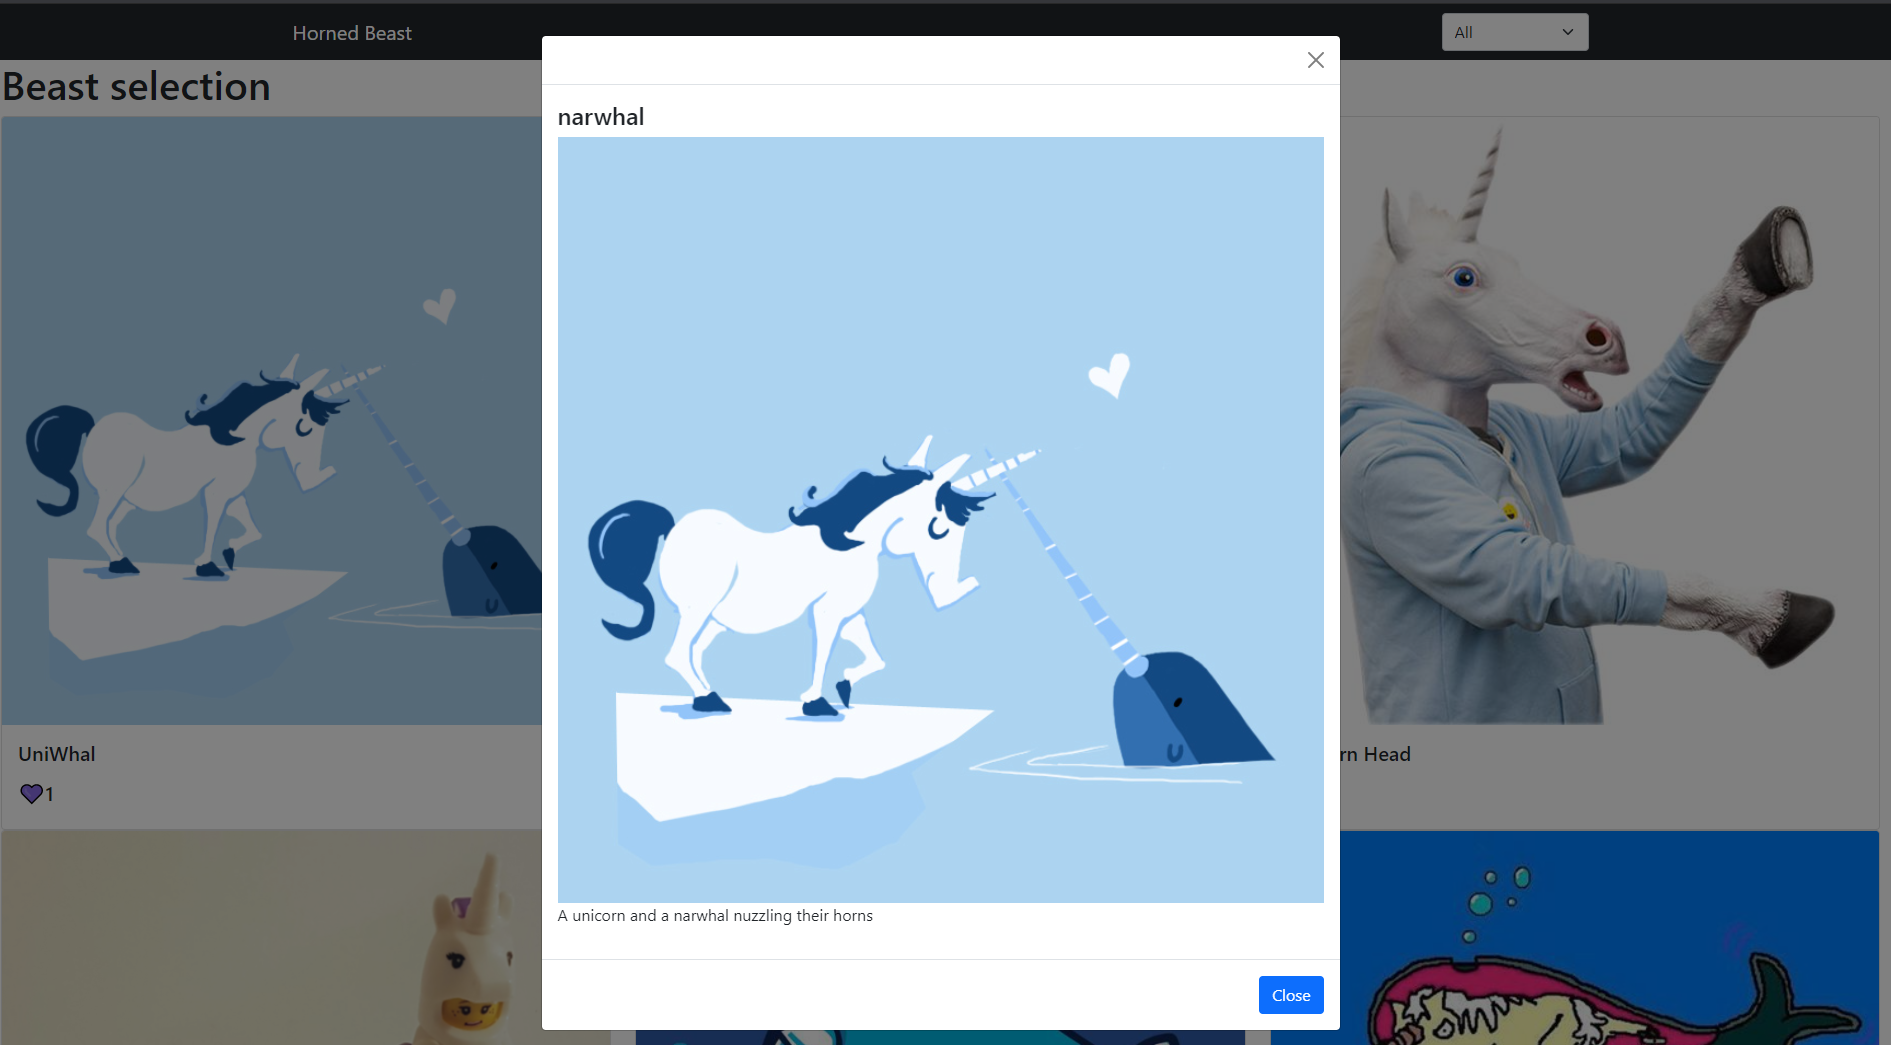 Horned Beast
All
Beast selection
narwhal
UniWhal
1
rn Head
A unicorn and a narwhal nuzzling their horns
Close